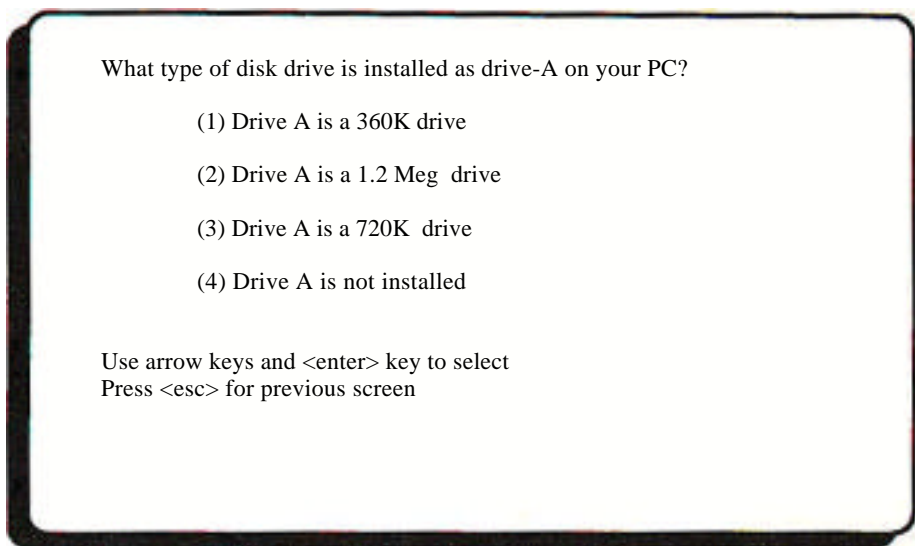 What type of disk drive is installed as drive-A on your PC?
(1) Drive A is a 360K drive
(2) Drive A is a 1.2 Meg drive
(3) Drive A is a 720K drive
(4) Drive A is not installed
Use arrow keys and <enter> key to select
Press <esc> for previous screen